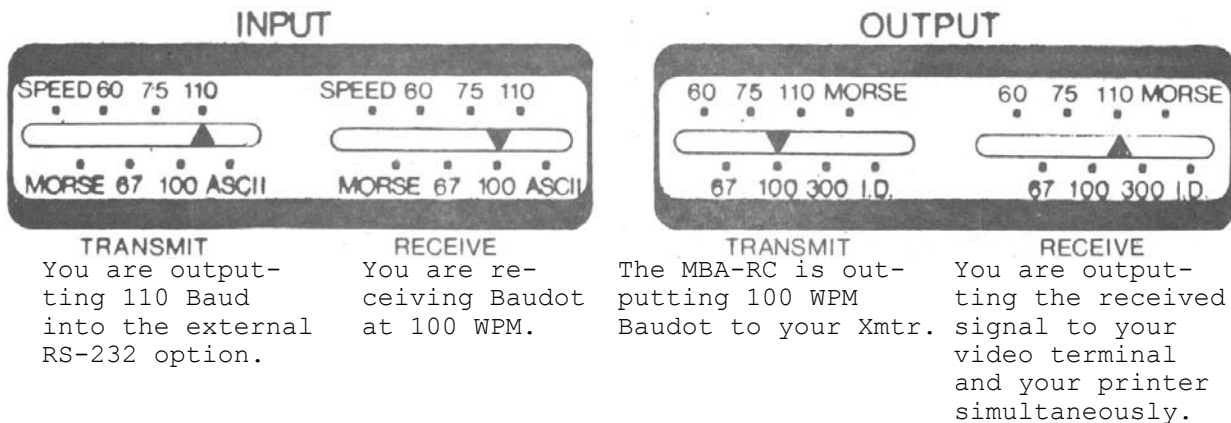 INPUT
OUTPUT
SPEED 60 75 110
MORSE 67 100 ASCII
SPEED 60 75 110
MORSE 67 100 ASCII
60 75 110 MORSE
67 100 300 I.D.
60 75 110 MORSE
67 100 300 I.D.
TRANSMIT
You are output-
ting 110 Baud
into the external
RS-232 option.
RECEIVE
You are re-
ceiving Baudot
at 100 WPM.
TRANSMIT
The MBA-RC is out-
putting 100 WPM
Baudot to your Xmtr.
RECEIVE
You are output-
ting the received
signal to your
video terminal
and your printer
simultaneously.